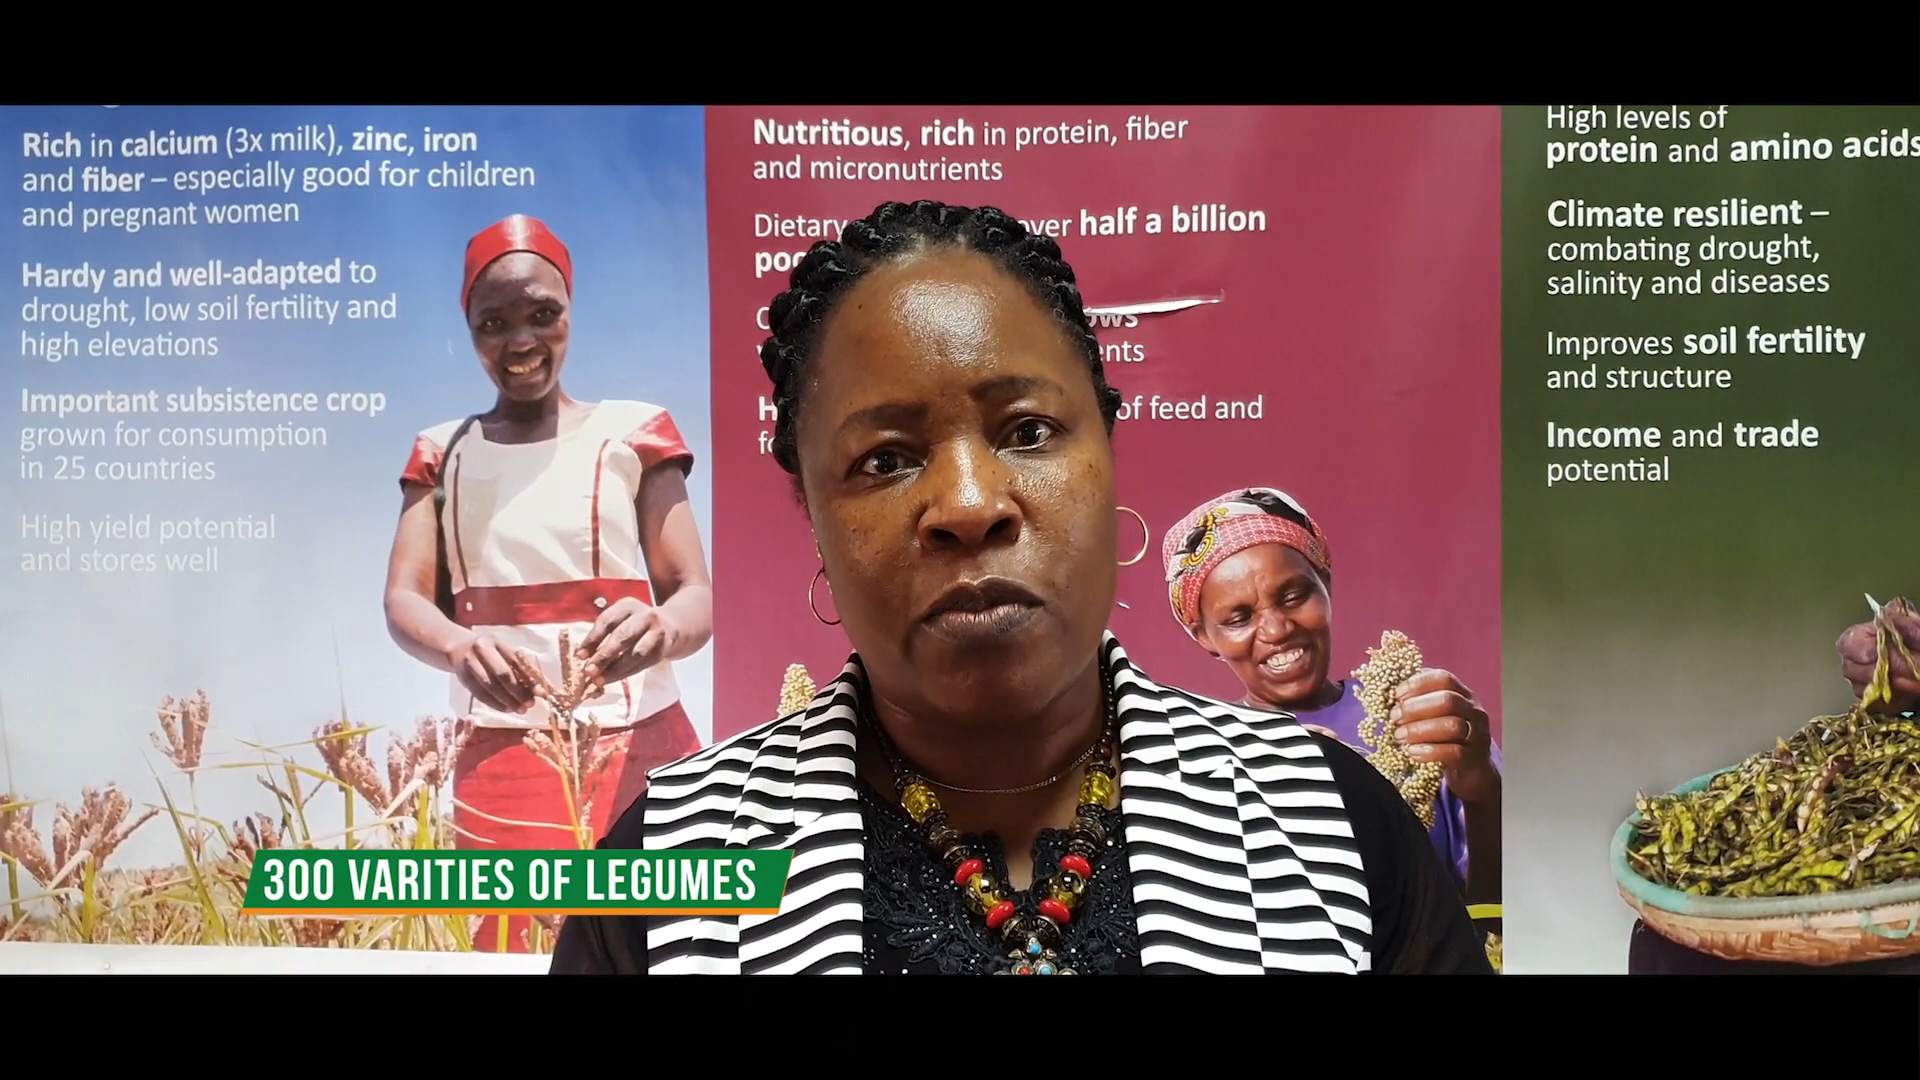 Rich in calcium (3x milk), zinc, iron
and fiber – especially good for children
and pregnant women
Hardy and well-adapted to
drought, low soil fertility and
high elevations
Important subsistence crop
grown for consumption
in 25 countries
High yield potential
and stores well
Nutritious, rich in protein, fiber
and micronutrients
Dietary over half a billion
of feed and
High levels of
protein and amino acids
Climate resilient –
combating drought,
salinity and diseases
Improves soil fertility
and structure
Income and trade
potential
300 VARITIES OF LEGUMES